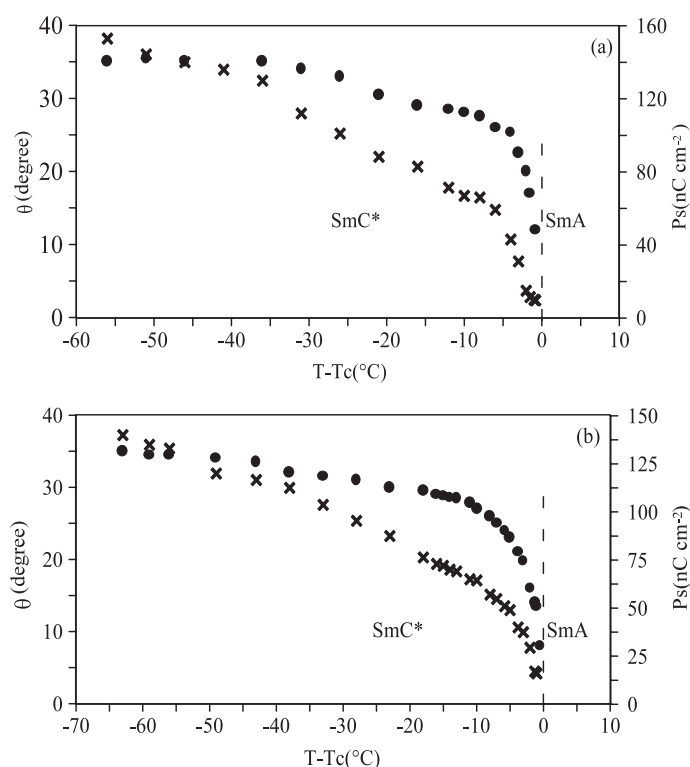 (a)
θ (degree)
40
30
20
10
0
Ps(nC cm-2)
160
120
80
40
0
SmC*
SmA
-60 -50 -40 -30 -20 -10 0 10
T-Tc(°C)
(b)
θ (degree)
40
30
20
10
0
Ps(nC cm-2)
150
125
100
75
50
25
0
SmC*
SmA
-70 -60 -50 -40 -30 -20 -10 0 10
T-Tc(°C)